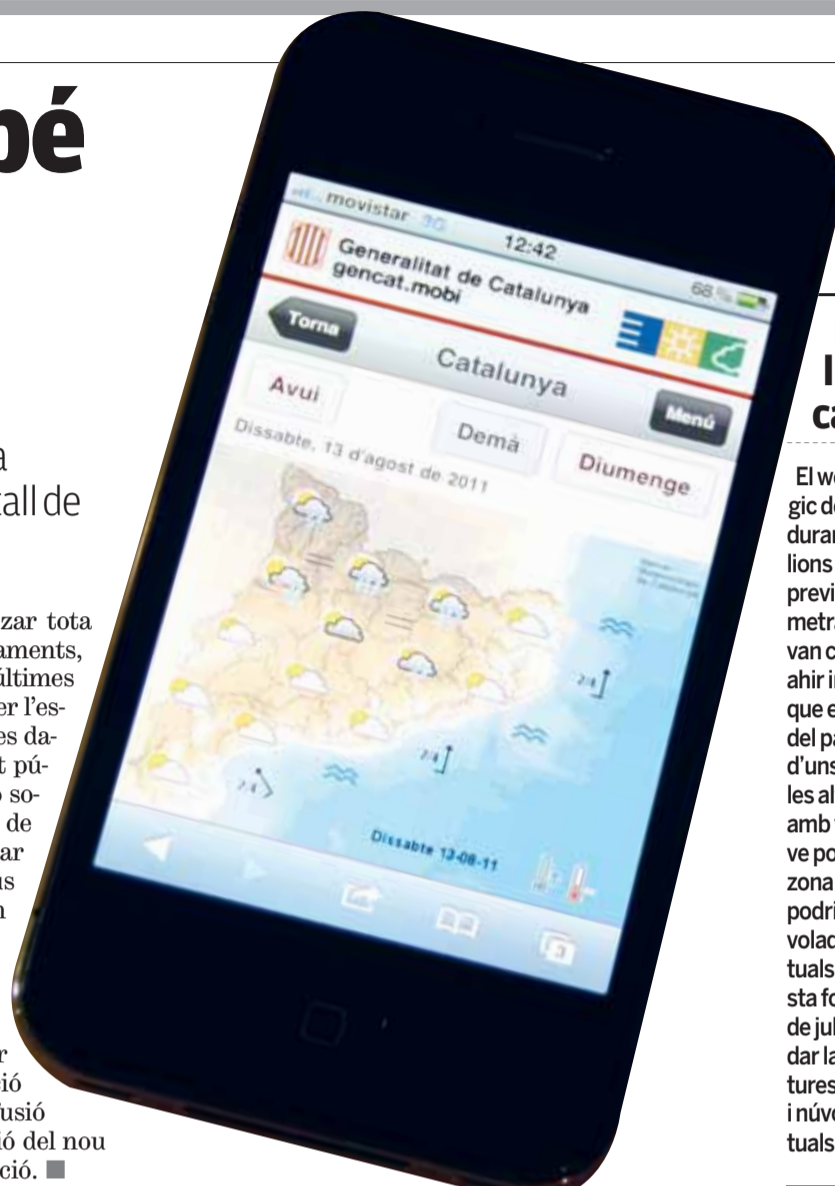 bé
a
tall de
zar tota
aments,
últimes
er l'es-
es da-
t pú-
so-
de
ar
us
r
ió
fusió
ió del nou
ció.
movistar 3G
12:42
68 %
Generalitat de Catalunya
gencat.mobi
Torna
Catalunya
Menú
Avui
Demà
Diumenge
Dissabte, 13 d'agost de 2011
2/4
2/4
2/4
Dissabte 13-08-11
3
ca
El we
gic de
duran
lions
previ
metra
van c
ahir i
que e
del pa
d'uns
les al
amb
ve po
zona
podri
volad
tuals
sta fo
de jul
dar la
tures
i núvo
tuals